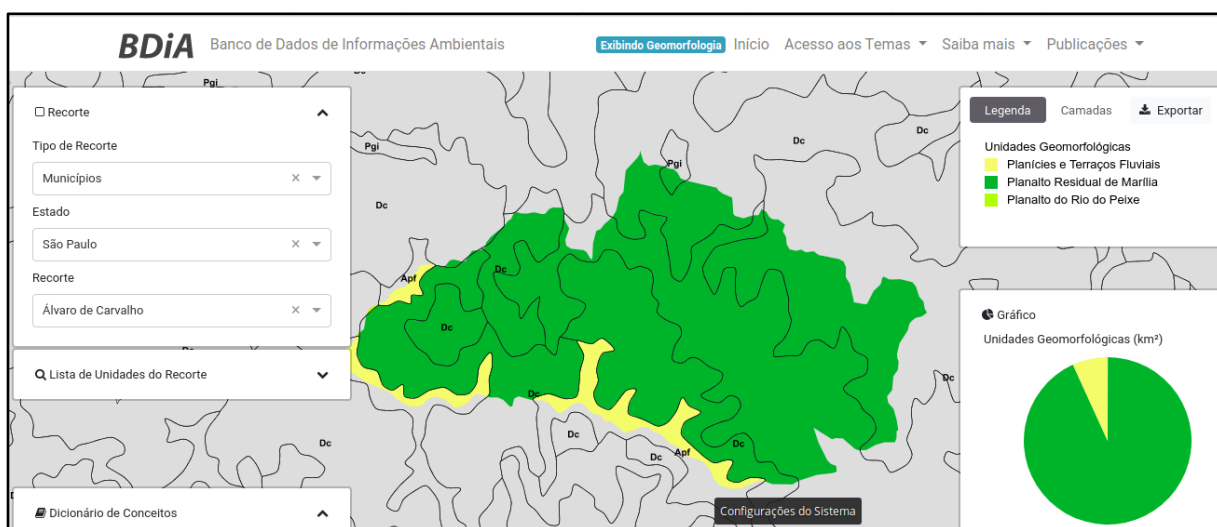 BDiA Banco de Dados de Informações Ambientais Exibindo Geomorfologia Início Acesso aos Temas Saiba mais Publicações
Recorte
Tipo de Recorte
Municípios
Estado
São Paulo
Recorte
Álvaro de Carvalho
Lista de Unidades do Recorte
Dicionário de Conceitos
Pgi
Pgi
Dc
Dc
Dc
Pgi
Dc
Apf
Dc
Dc
Dc
Dc
Dc
Dc
Apf
Dc
Dc
Dc
Configurações do Sistema
Legenda Camadas Exportar
Unidades Geomorfológicas
Planícies e Terraços Fluviais
Planalto Residual de Marília
Planalto do Rio do Peixe
Gráfico
Unidades Geomorfológicas (km²)